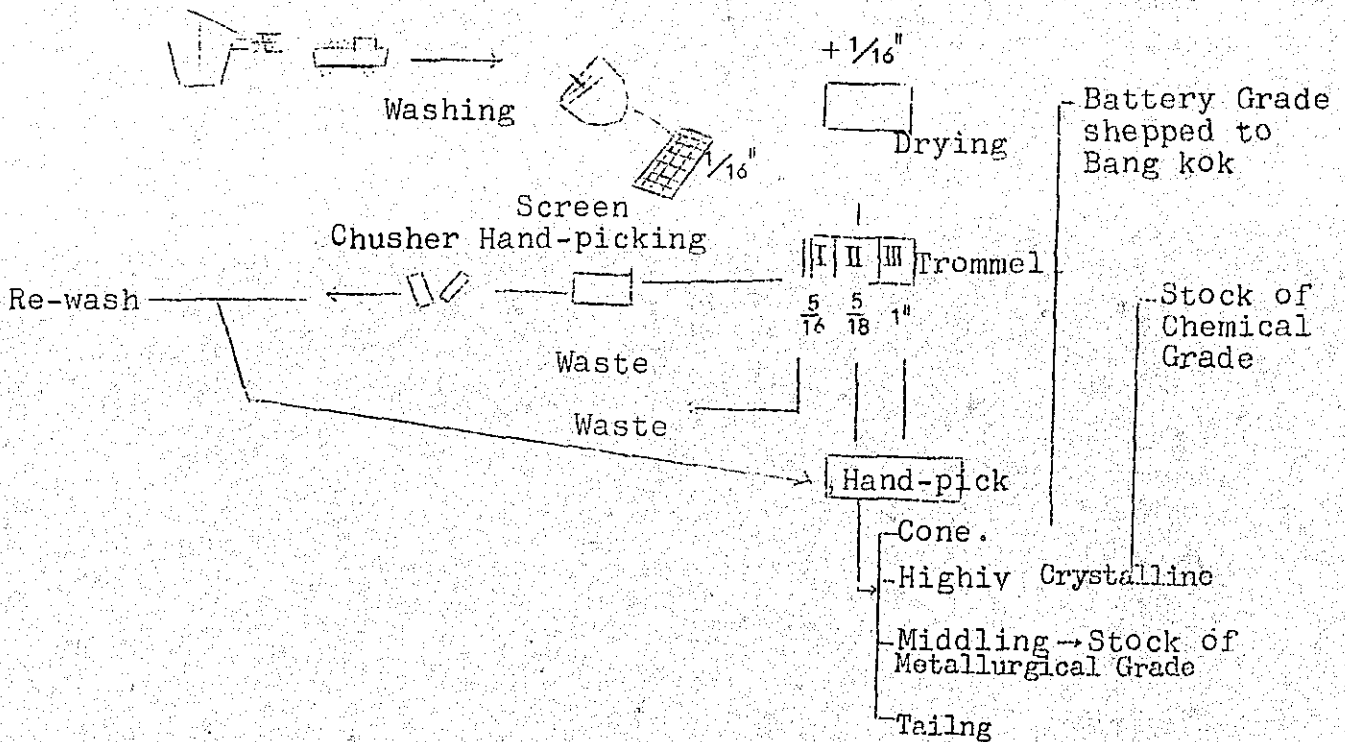 + 1/16"
Washing
Drying
1/16"
Battery Grade
shepped to
Bang kok
Screen
Chusher Hand-picking
I II III Trommel
Re-wash
5/16 5/18 1"
Stock of
Chemical
Grade
Waste
Waste
Hand-pick
Cone.
Highiv Crystalline
Middling → Stock of
Metallurgical Grade
Tailng